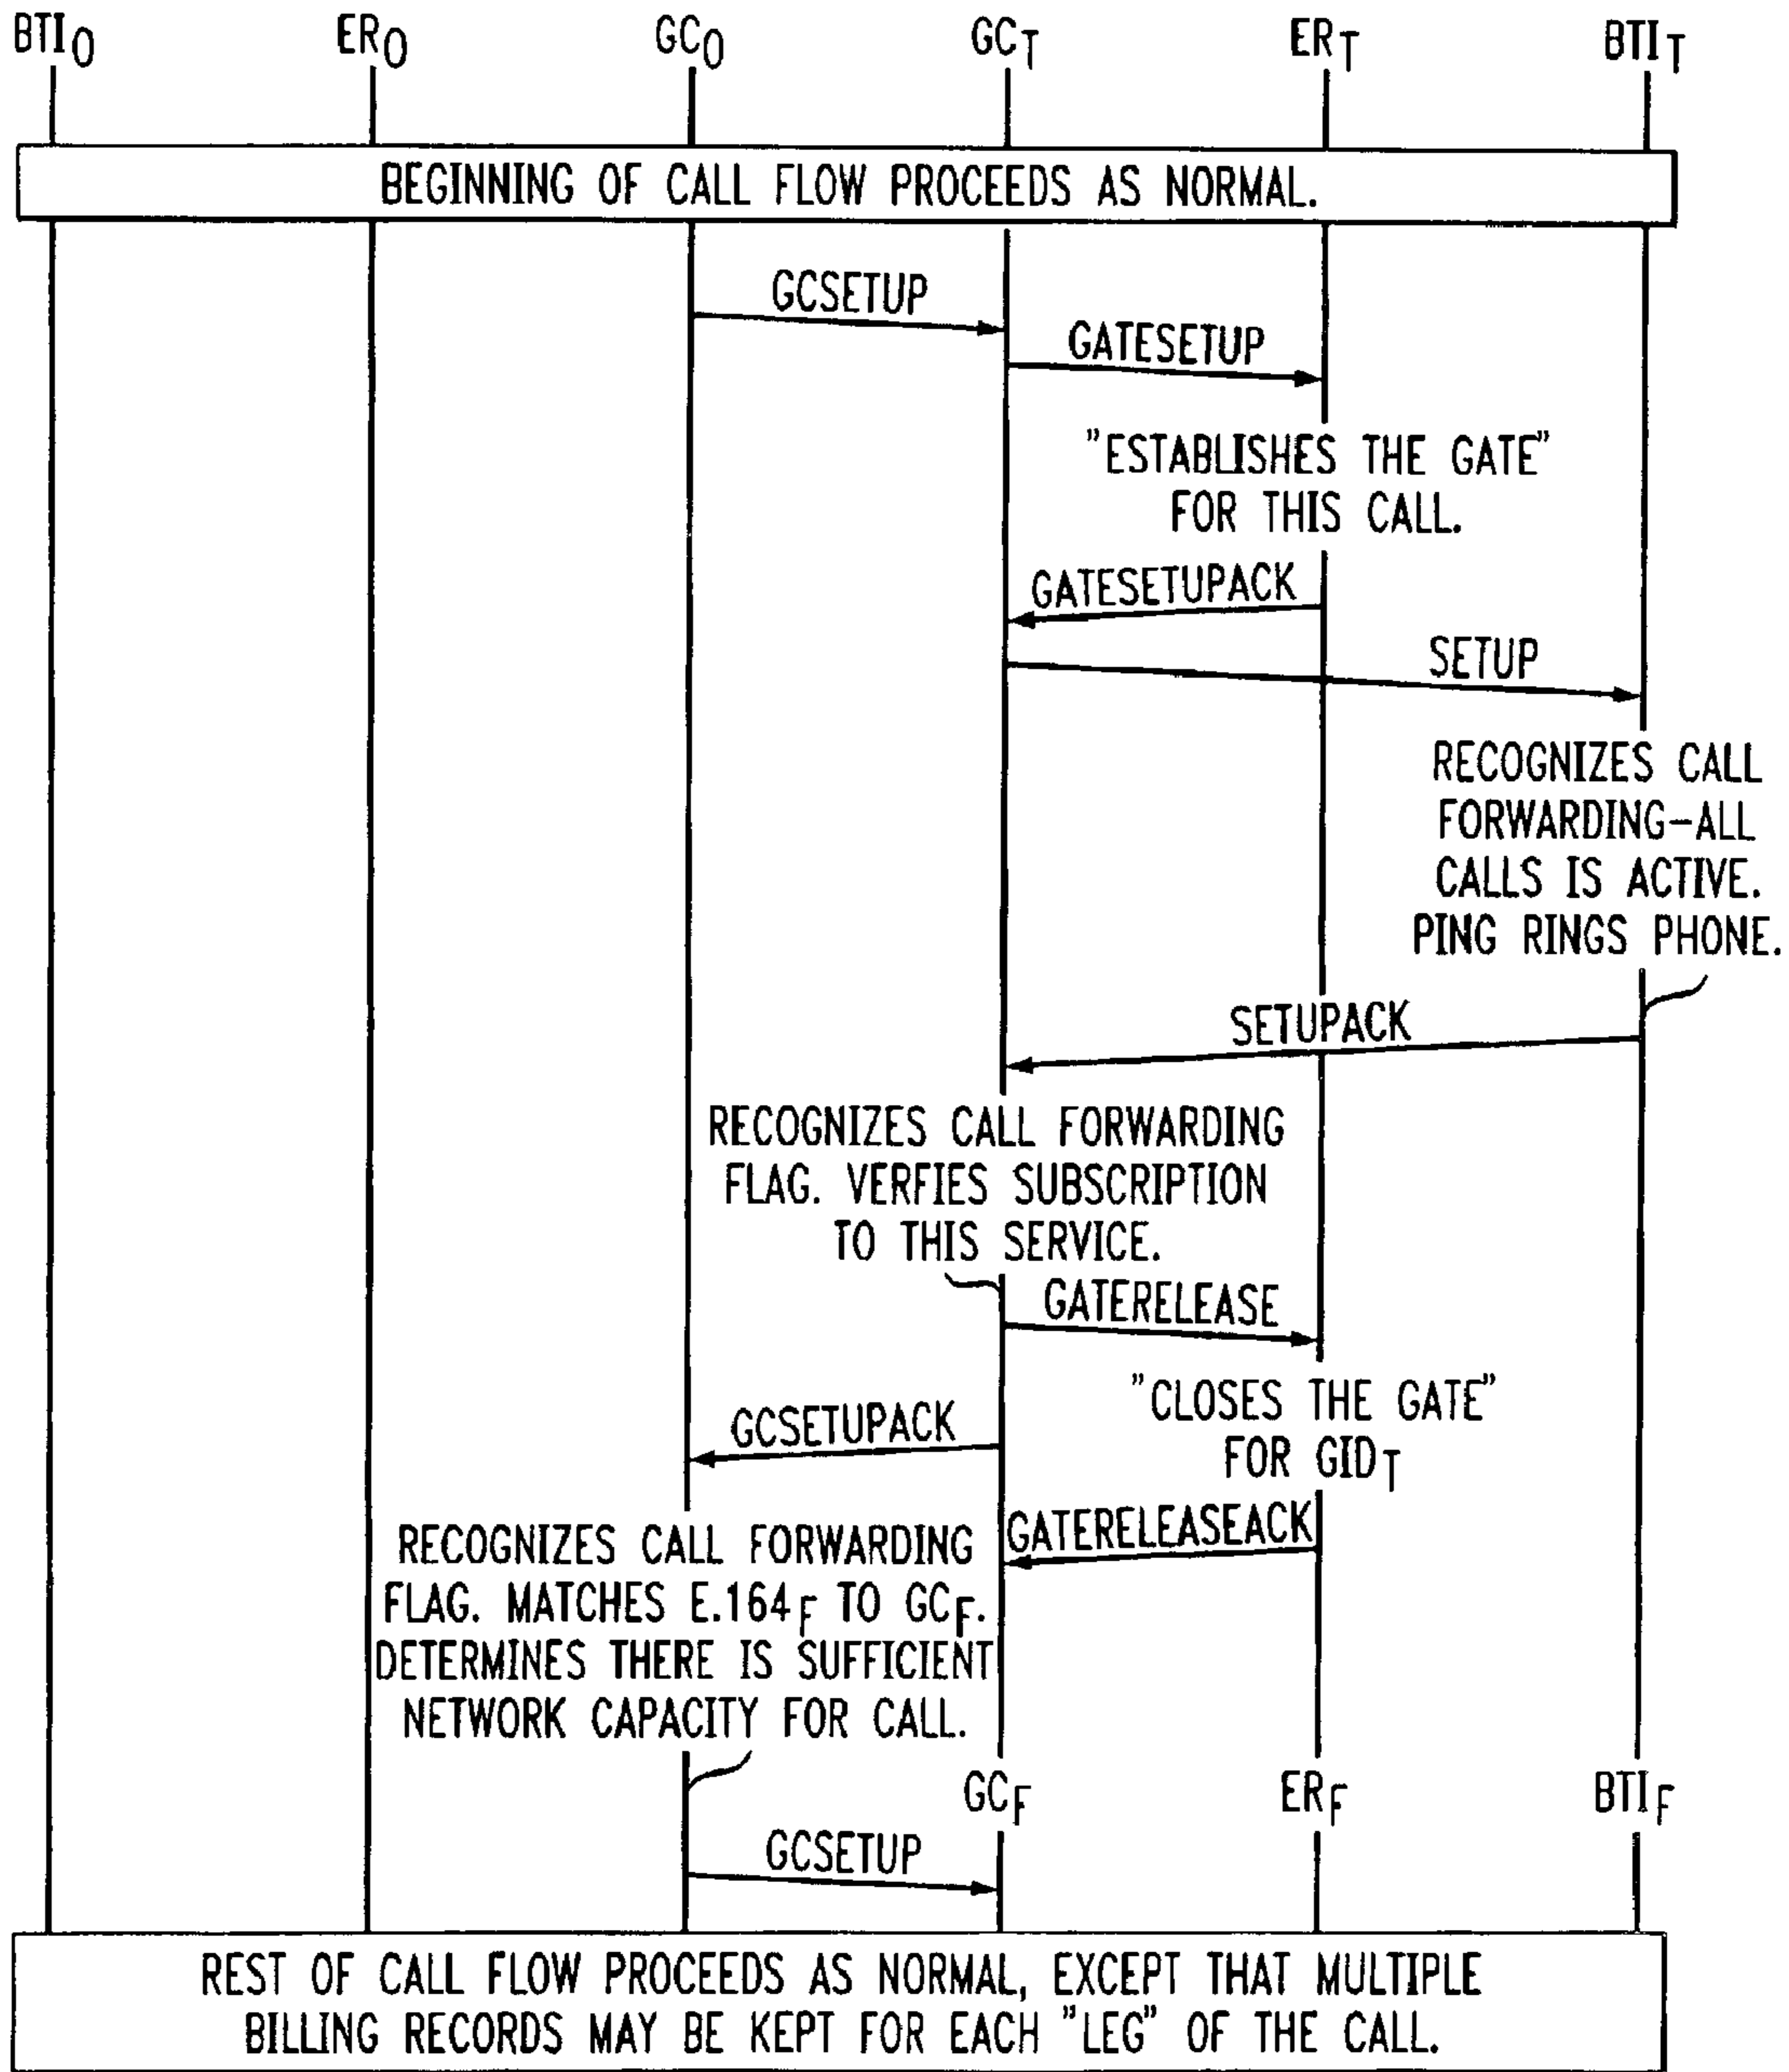 BTIO ERO GCO GCT ERT BTIT
BEGINNING OF CALL FLOW PROCEEDS AS NORMAL.
GCSETUP
GATESETUP
"ESTABLISHES THE GATE"
FOR THIS CALL.
GATESETUPACK
SETUP
RECOGNIZES CALL
FORWARDING-ALL
CALLS IS ACTIVE.
PING RINGS PHONE.
SETUPACK
RECOGNIZES CALL FORWARDING
FLAG. VERFIES SUBSCRIPTION
TO THIS SERVICE.
GATERELEASE
"CLOSES THE GATE"
FOR GIDT
GCSETUPACK
GATERELEASEACK
RECOGNIZES CALL FORWARDING
FLAG. MATCHES E.164F TO GCF.
DETERMINES THERE IS SUFFICIENT
NETWORK CAPACITY FOR CALL.
GCF ERF BTIF
GCSETUP
REST OF CALL FLOW PROCEEDS AS NORMAL, EXCEPT THAT MULTIPLE
BILLING RECORDS MAY BE KEPT FOR EACH "LEG" OF THE CALL.